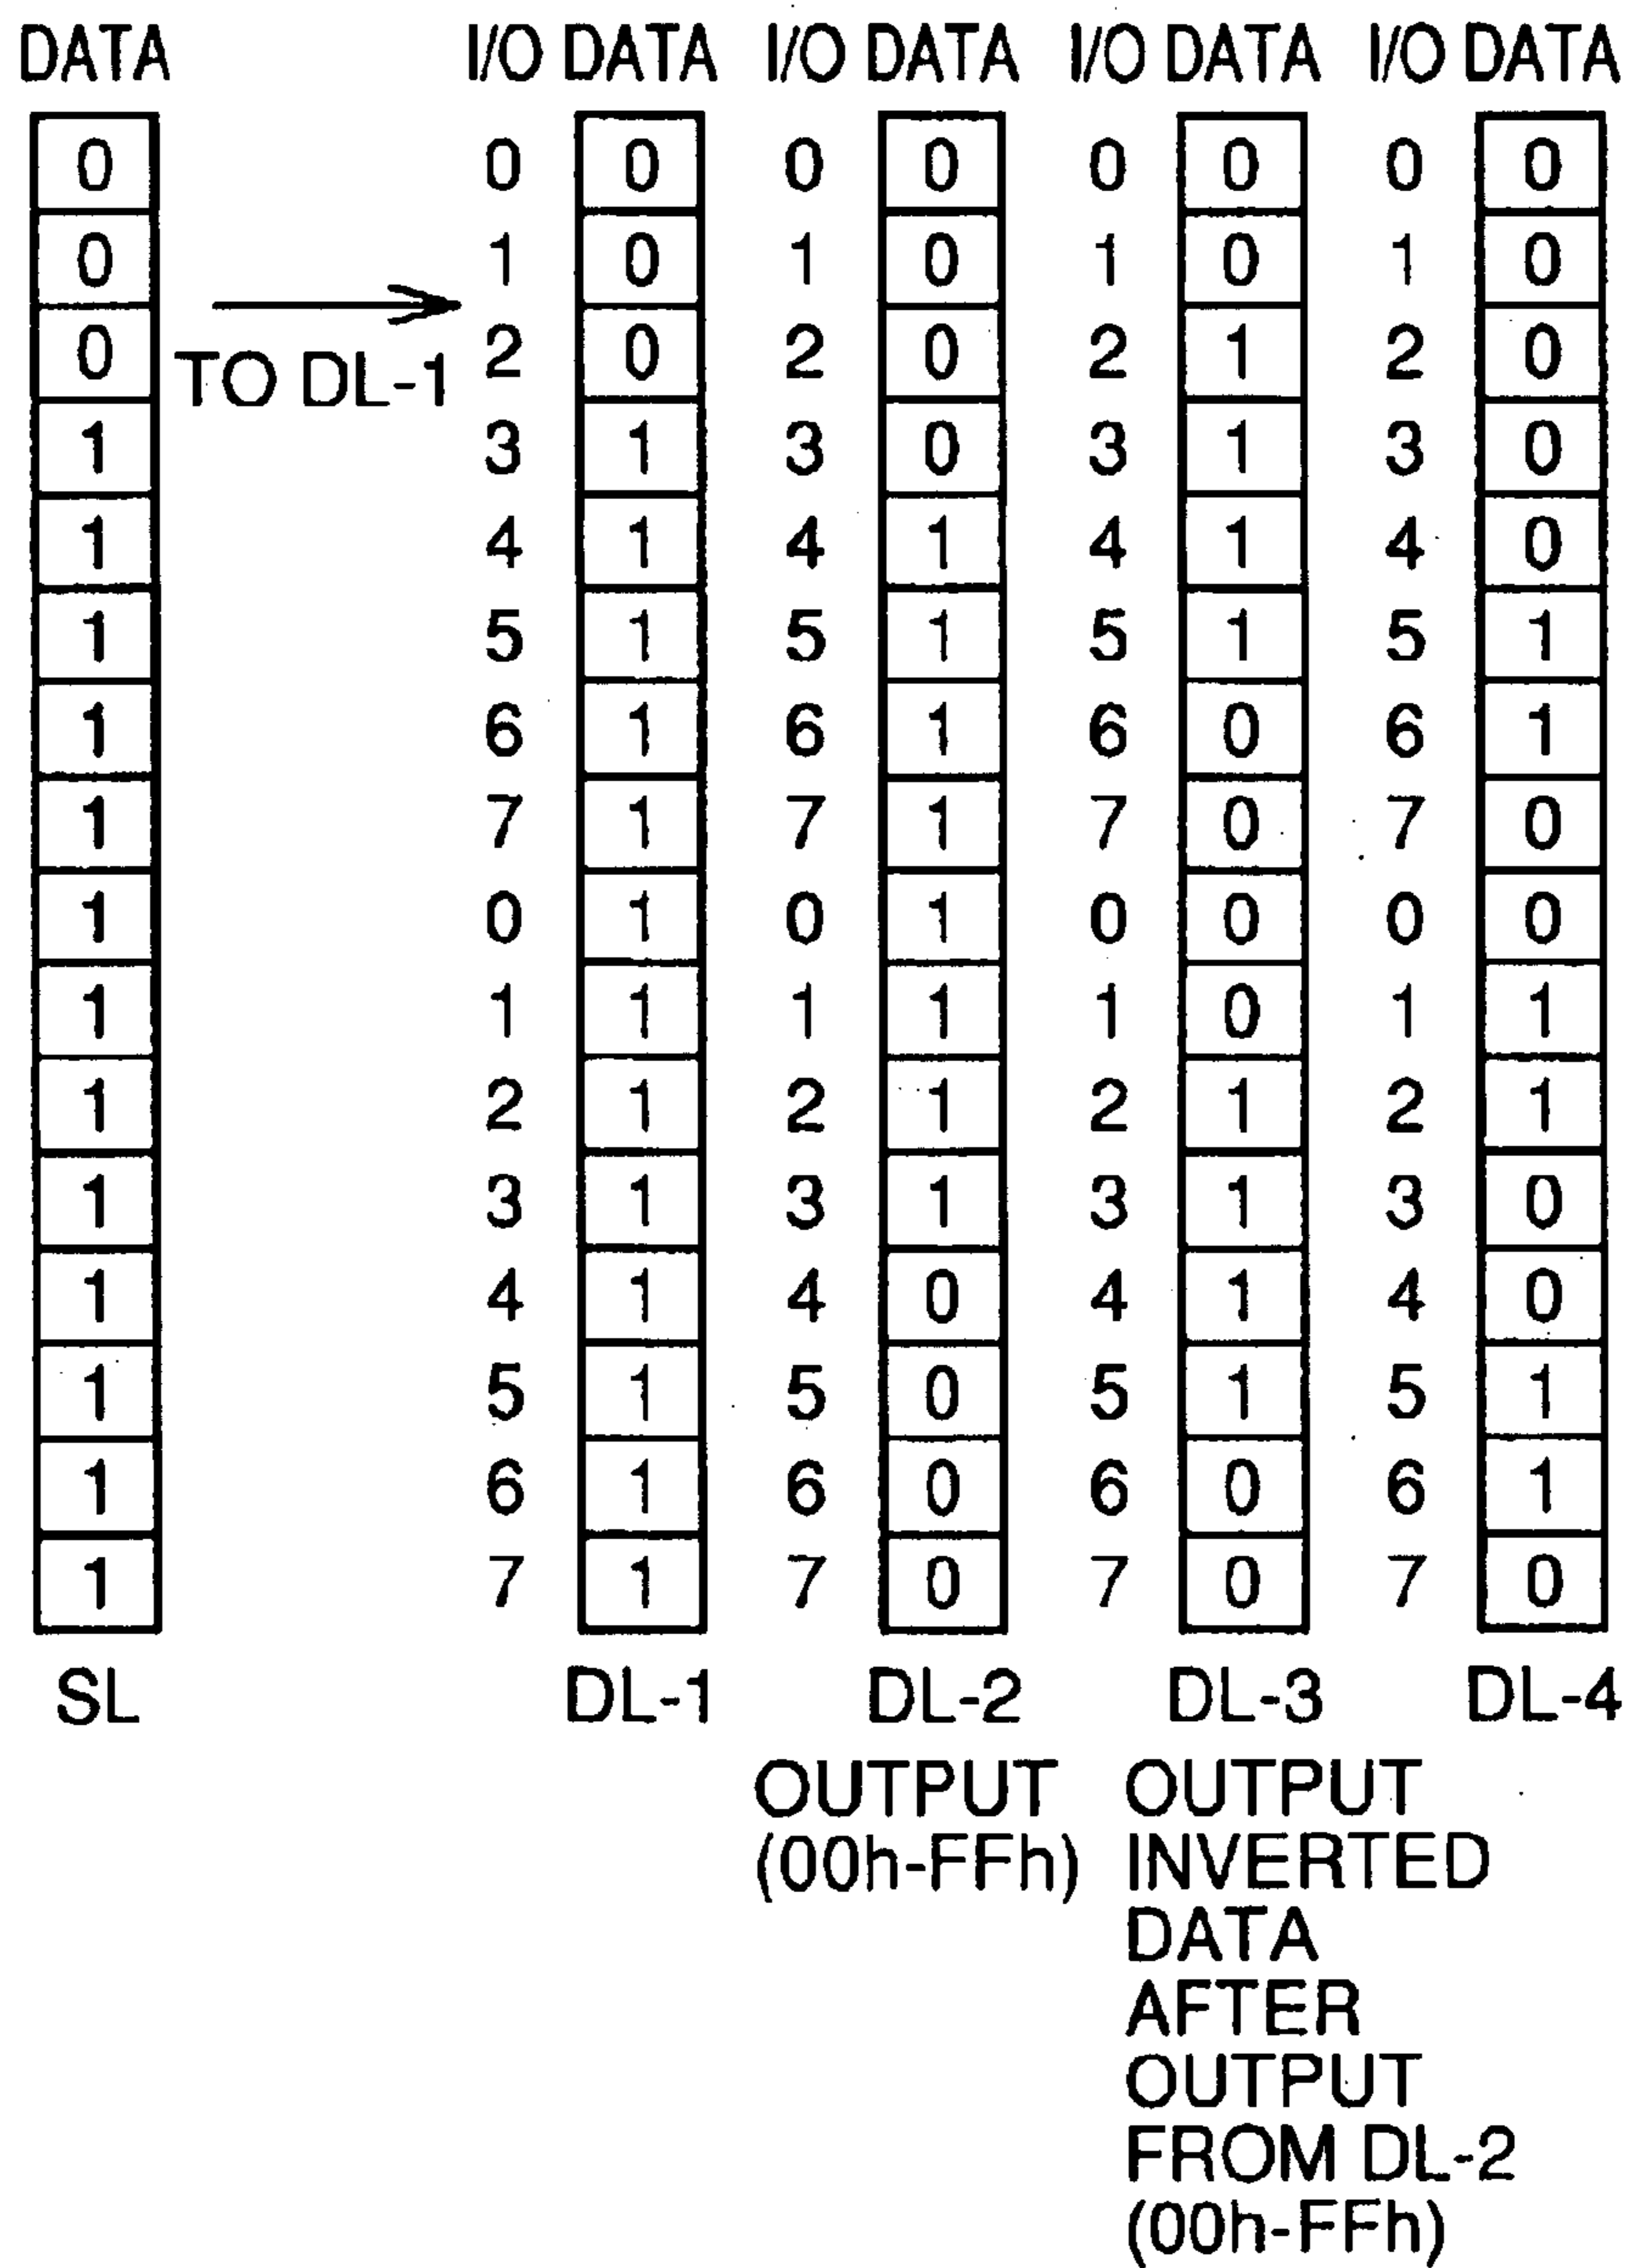 DATA I/O DATA I/O DATA I/O DATA I/O DATA
0 0 0 0 0 0 0 0 0
0 1 0 1 0 1 0 1 0
0 2 0 2 0 2 1 2 0
TO DL-1
1 3 1 3 0 3 1 3 0
1 4 1 4 1 4 1 4 0
1 5 1 5 1 5 1 5 1
1 6 1 6 1 6 0 6 1
1 7 1 7 1 7 0 7 0
1 0 1 0 1 0 0 0 0
1 1 1 1 1 1 0 1 1
1 2 1 2 1 2 1 2 1
1 3 1 3 1 3 1 3 0
1 4 1 4 0 4 1 4 0
1 5 1 5 0 5 1 5 1
1 6 1 6 0 6 0 6 1
1 7 1 7 0 7 0 7 0
SL DL-1 DL-2 DL-3 DL-4
OUTPUT
(00h-FFh)
OUTPUT
INVERTED
DATA
AFTER
OUTPUT
FROM DL-2
(00h-FFh)